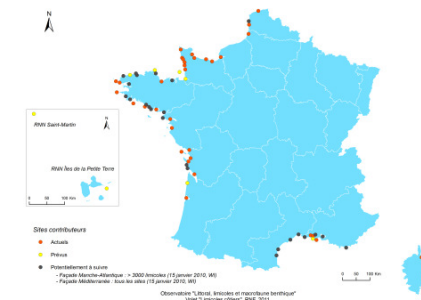 N
RNN Saint-Martin
N
RNN Îles de la Petite Terre
0 50 100 Km
Sites contributeurs
Actuels
Prévus
Potentiellement à suivre
- Façade Manche-Atlantique : > 3000 limicoles (15 janvier 2010, WI)
- Façade Méditerranée : tous les sites (15 janvier 2010, WI)
0 50 100 Km
Observatoire "Littoral, limicoles et macrofaune benthique"
Volet "Limicoles côtiers", RNF, 2011